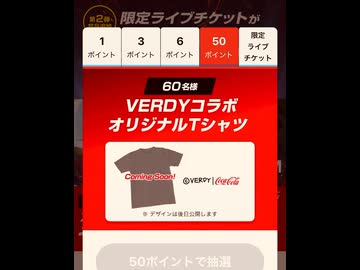 第2弾
限定ライブチケットが
1
ポイント
3
ポイント
6
ポイント
50
ポイント
限定
ライブ
チケット
60名様
VERDYコラボ
オリジナルTシャツ
Coming Soon!
©VERDY | Coca-Cola
※ デザインは後日公開します
50ポイントで抽選